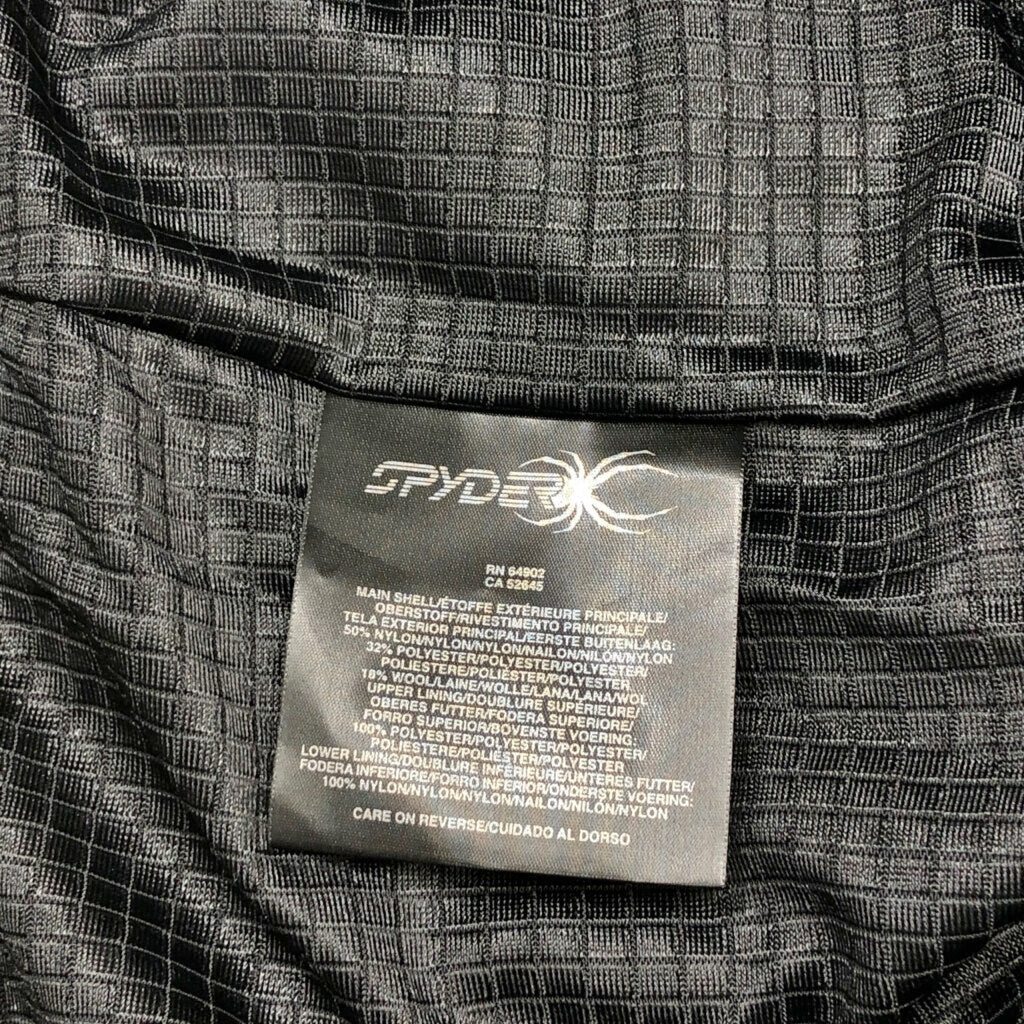 SPYDER
RN 64902
CA 52645
MAIN SHELL/ÉTOFFE EXTÉRIEURE PRINCIPALE/
OBERSTOFF/RIVESTIMENTO PRINCIPALE/
TELA EXTERIOR PRINCIPAL/EERSTE BUITENLAAG:
50% NYLON/NYLON/NYLON/NAILON/NILÓN/NYLON
32% POLYESTER/POLYESTER/POLYESTER/
POLIESTERE/POLIÉSTER/POLYESTER
18% WOOL/LAINE/WOLLE/LANA/LANA/WOL
UPPER LINING/DOUBLURE SUPÉRIEURE/
OBERES FUTTER/FODERA SUPERIORE/
FORRO SUPERIOR/BOVENSTE VOERING
100% POLYESTER/POLYESTER/POLYESTER/
POLIESTERE/POLIÉSTER/POLYESTER
LOWER LINING/DOUBLURE INFÉRIEURE/UNTERES FUTTER/
FODERA INFERIORE/FORRO INFERIOR/ONDERSTE VOERING:
100% NYLON/NYLON/NYLON/NAILON/NILÓN/NYLON
CARE ON REVERSE/CUIDADO AL DORSO